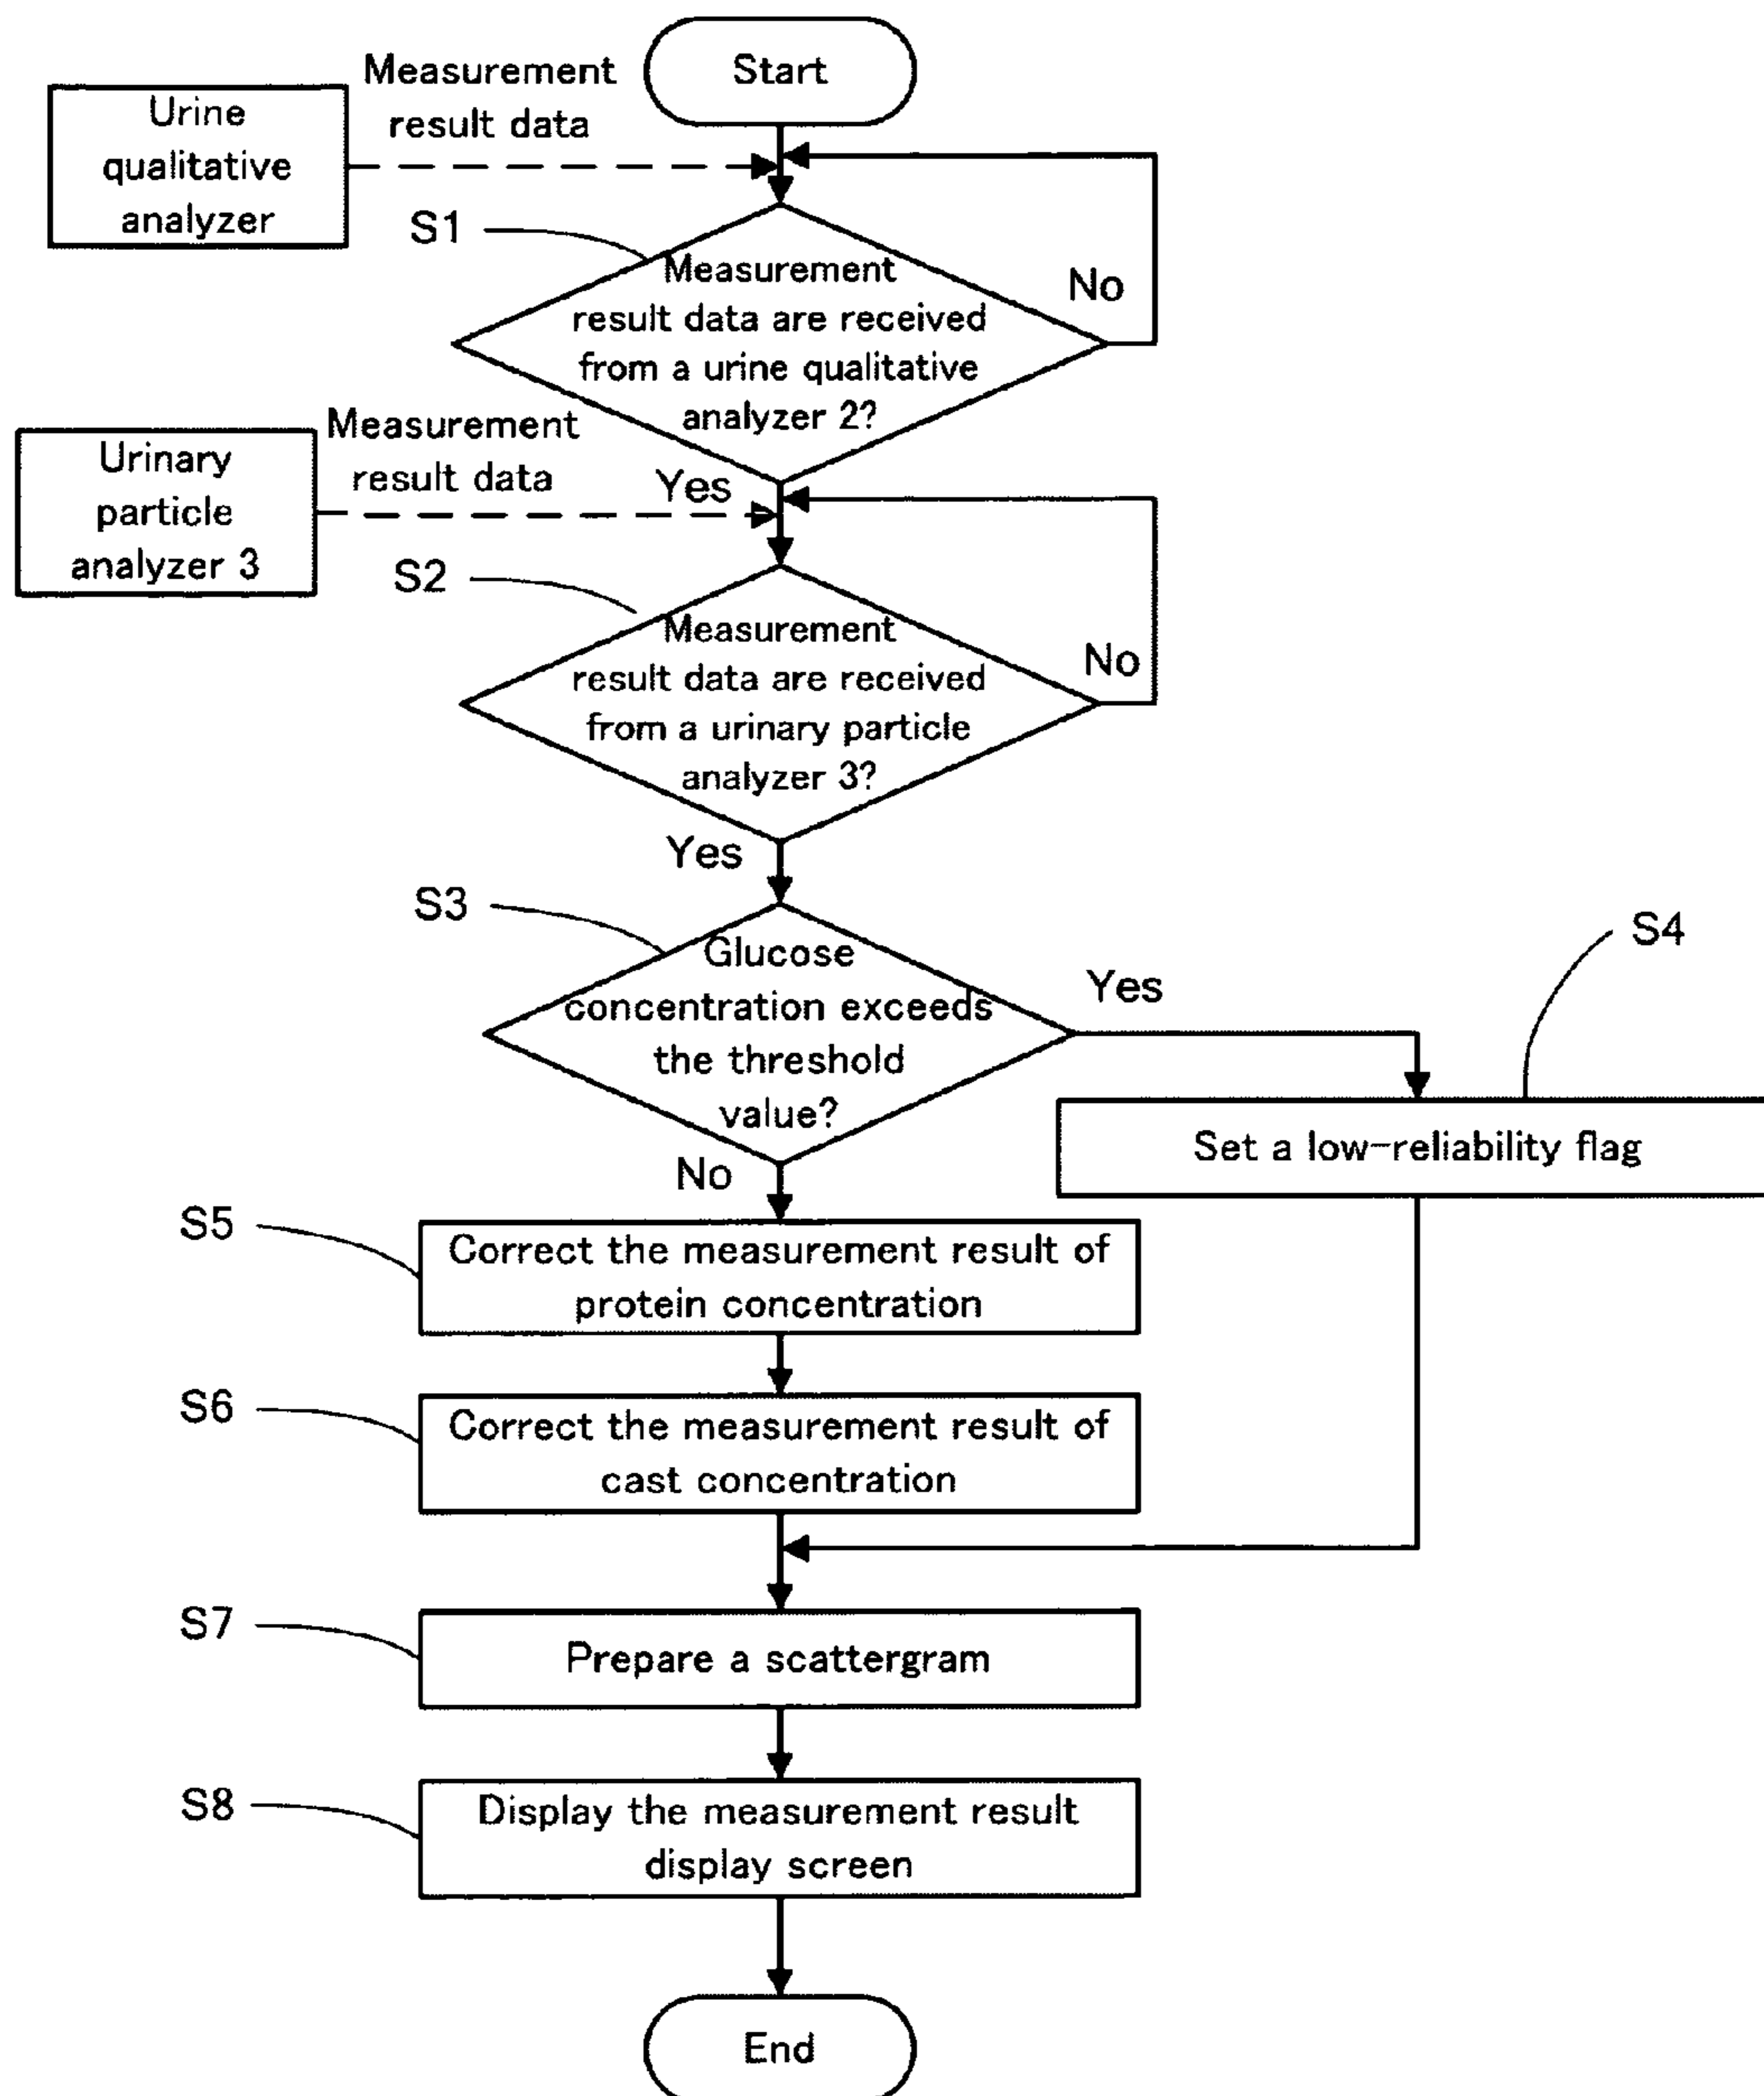 Start
Measurement
result data
Urine
qualitative
analyzer
S1
Measurement
result data are received
from a urine qualitative
analyzer 2?
No
Yes
Measurement
result data
Urinary
particle
analyzer 3
S2
Measurement
result data are received
from a urinary particle
analyzer 3?
No
Yes
S3
Glucose
concentration exceeds
the threshold
value?
Yes
No
S4
Set a low-reliability flag
S5
Correct the measurement result of
protein concentration
S6
Correct the measurement result of
cast concentration
S7
Prepare a scattergram
S8
Display the measurement result
display screen
End